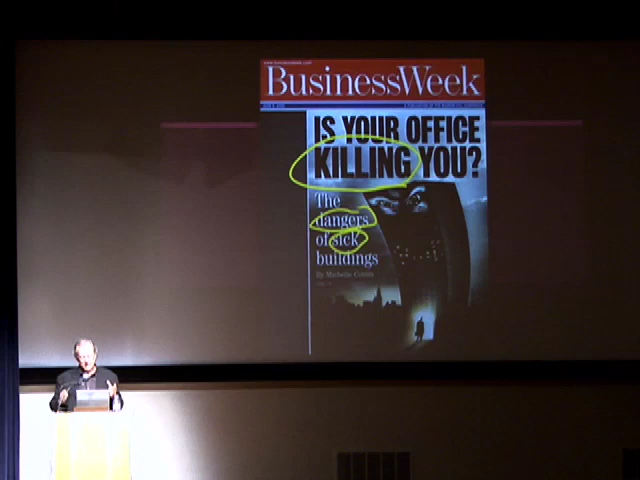 BusinessWeek
IS YOUR OFFICE
KILLING YOU?
The
dangers
of sick
buildings